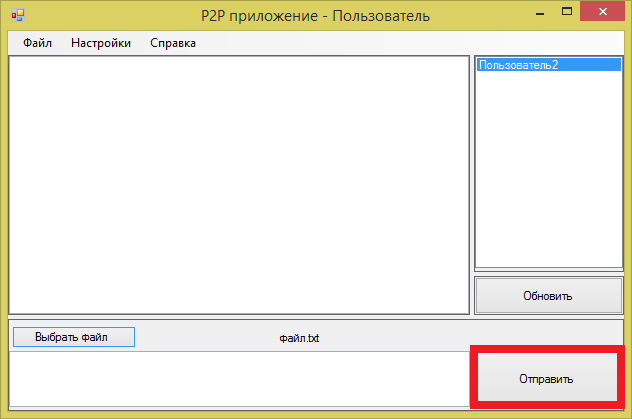 P2P приложение - Пользователь
Файл Настройки Справка
Пользователь2
Обновить
Выбрать файл файл.txt
Отправить